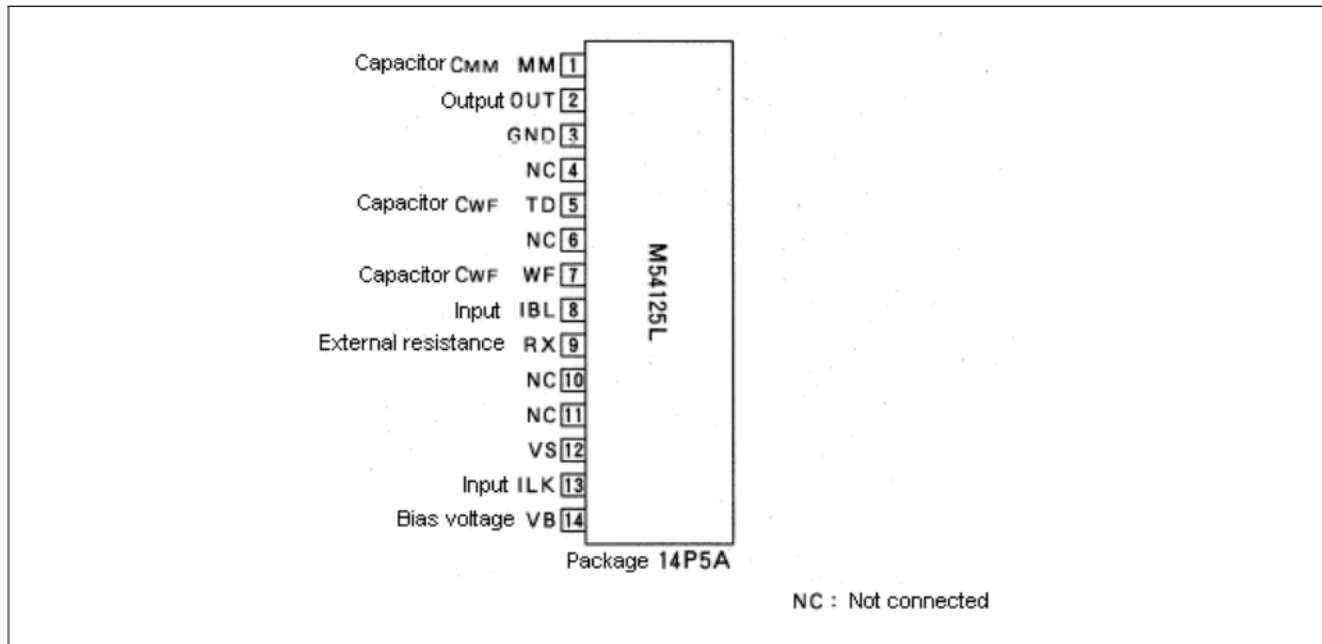 Capacitor CMM MM 1
Output OUT 2
GND 3
NC 4
Capacitor CWF TD 5
NC 6
Capacitor CWF WF 7
Input IBL 8
External resistance RX 9
NC 10
NC 11
VS 12
Input ILK 13
Bias voltage VB 14
M54125L
Package 14P5A
NC : Not connected